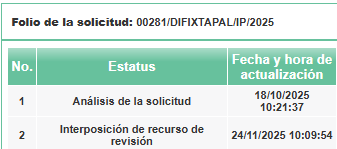 Folio de la solicitud: 00281/DIFIXTAPAL/IP/2025
No. Estatus Fecha y hora de actualización
1 Análisis de la solicitud 18/10/2025 10:21:37
2 Interposición de recurso de revisión 24/11/2025 10:09:54